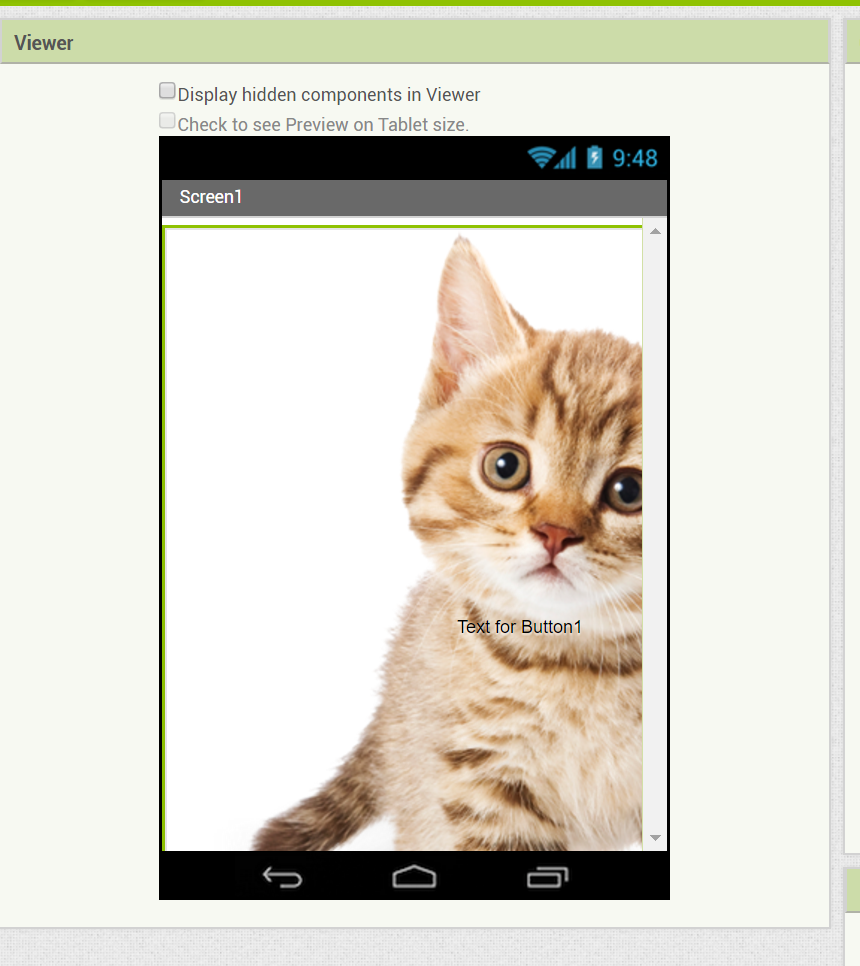 Viewer
Display hidden components in Viewer
Check to see Preview on Tablet size.
9:48
Screen1
Text for Button1